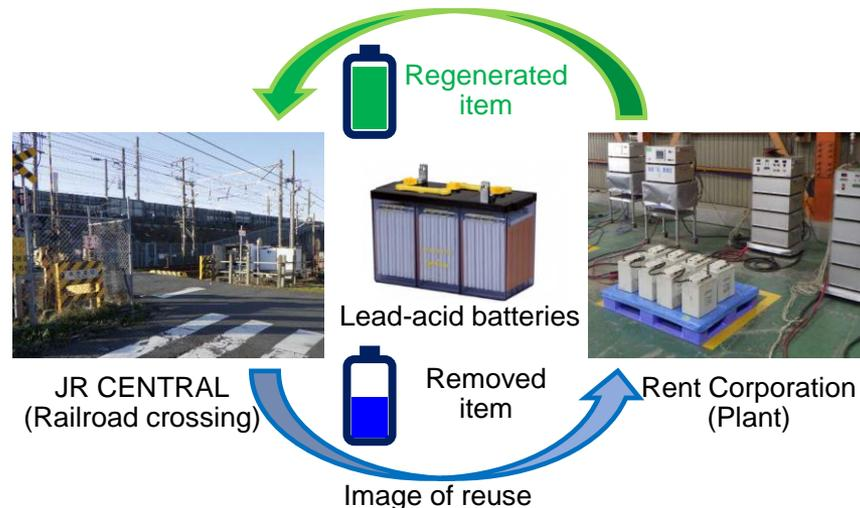 Regenerated
item
Lead-acid batteries
JR CENTRAL
(Railroad crossing)
Removed
item
Rent Corporation
(Plant)
Image of reuse